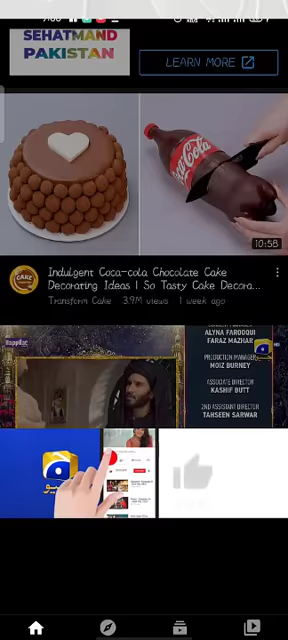 SEHATMAND
PAKISTAN
LEARN MORE
Coca-Cola
10:58
CAKE
Indulgent Coca-cola Chocolate Cake
Decorating Ideas | So Tasty Cake Decora...
Transform Cake 3.9M views 1 week ago
ALYNA FAROOQUI
FARAZ MAZHAR
PRODUCTION MANAGER
MOIZ BURNEY
ASSOCIATE DIRECTOR
KASHIF BUTT
2ND ASSISTANT DIRECTOR
TAHSEEN SARWAR